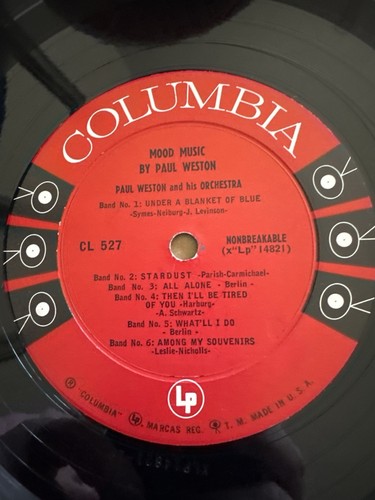 COLUMBIA
MOOD MUSIC
BY PAUL WESTON
PAUL WESTON and his ORCHESTRA
Band No. 1: UNDER A BLANKET OF BLUE
-Symes-Neiburg-J. Levinson-
CL 527
NONBREAKABLE
(x"Lp"14821)
Band No. 2: STARDUST -Parish-Carmichael-
Band No. 3: ALL ALONE - Berlin -
Band No. 4: THEN I'LL BE TIRED
OF YOU -Harburg-
-A. Schwartz-
Band No. 5: WHAT'LL I DO
- Berlin -
Band No. 6: AMONG MY SOUVENIRS
-Leslie-Nicholls-
Lp
® "COLUMBIA", MARCAS REG. T. M. MADE IN U. S. A.